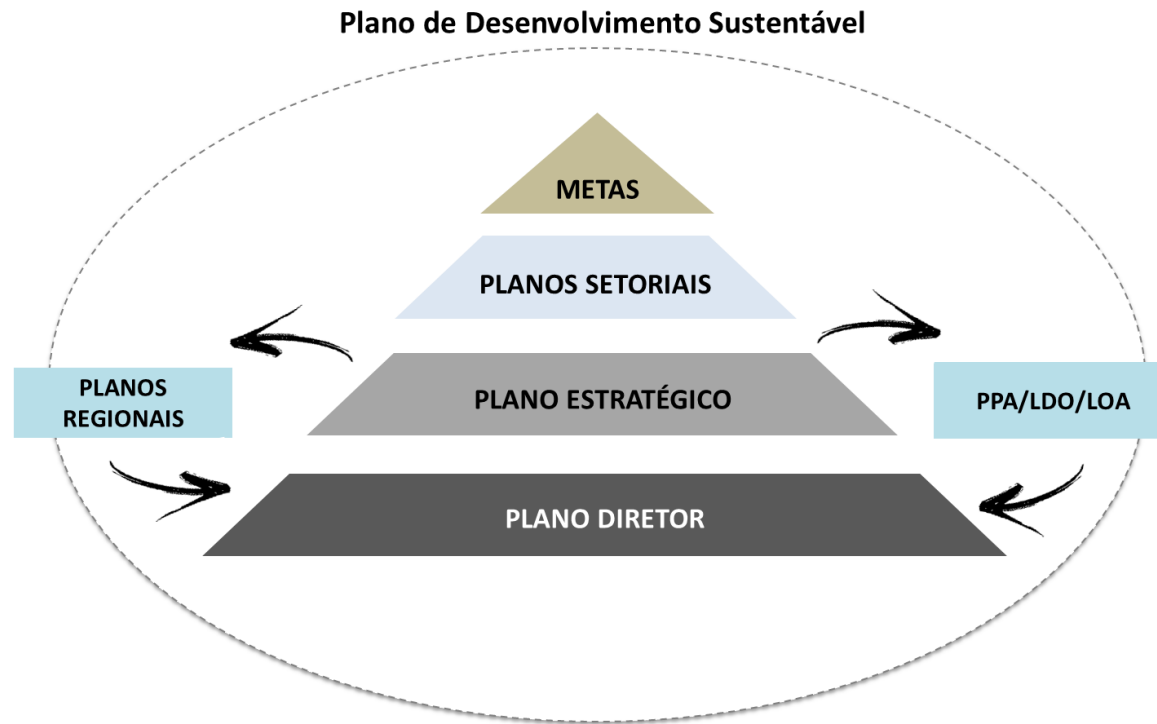 Plano de Desenvolvimento Sustentável
METAS
PLANOS SETORIAIS
PLANOS
REGIONAIS
PLANO ESTRATÉGICO
PPA/LDO/LOA
PLANO DIRETOR